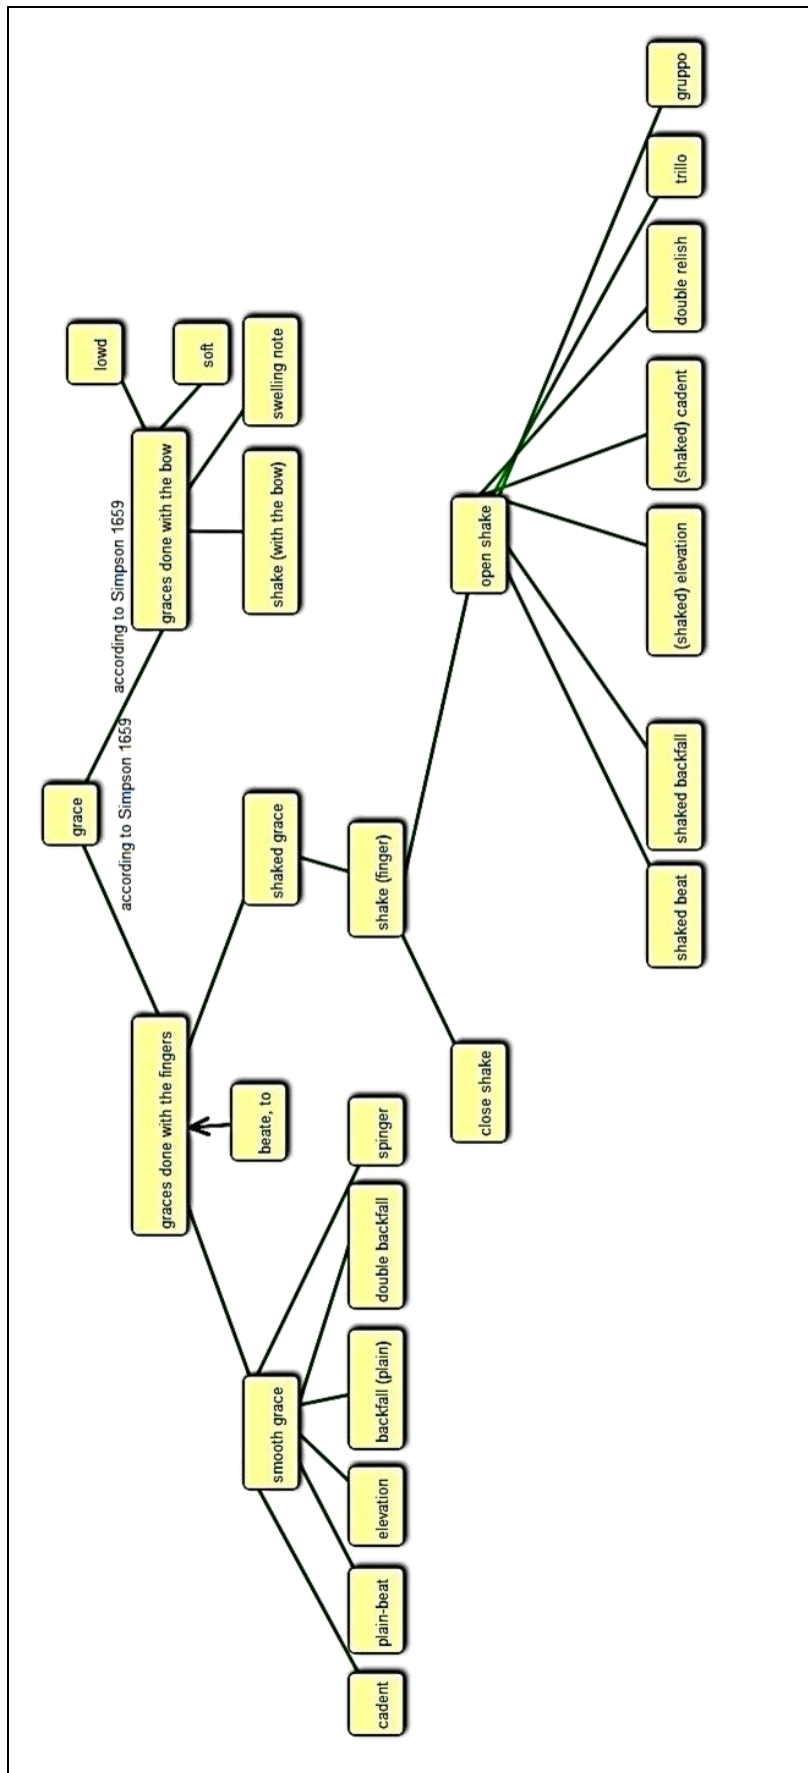 grace
according to Simpson 1659
according to Simpson 1659
graces done with the fingers
graces done with the bow
lowd
soft
beate, to
smooth grace
shaked grace
shake (with the bow)
swelling note
cadent
plain-beat
elevation
backfall (plain)
double backfall
spinger
shake (finger)
close shake
open shake
shaked beat
shaked backfall
(shaked) elevation
(shaked) cadent
double relish
trillo
gruppo